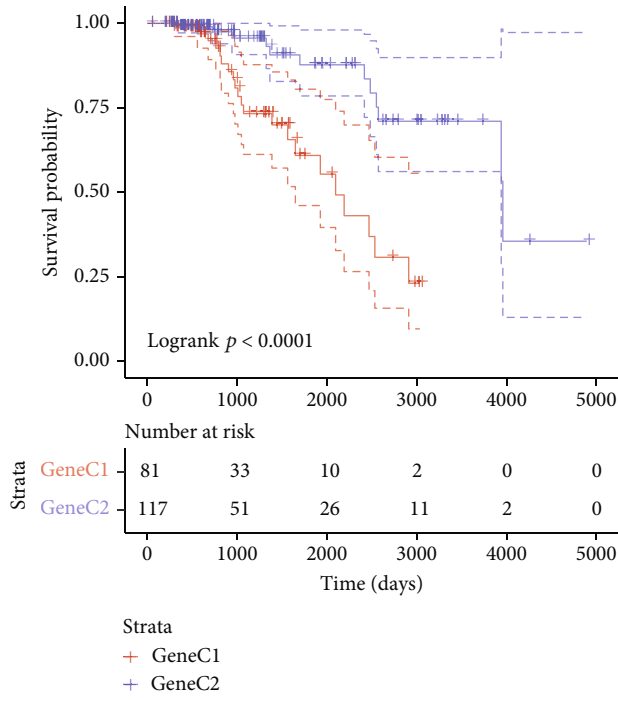 1.00
0.75
0.50
0.25
0.00
Survival probability
Logrank p < 0.0001
0 1000 2000 3000 4000 5000
Number at risk
Strata
GeneC1 81 33 10 2 0 0
GeneC2 117 51 26 11 2 0
0 1000 2000 3000 4000 5000
Time (days)
Strata
GeneC1
GeneC2